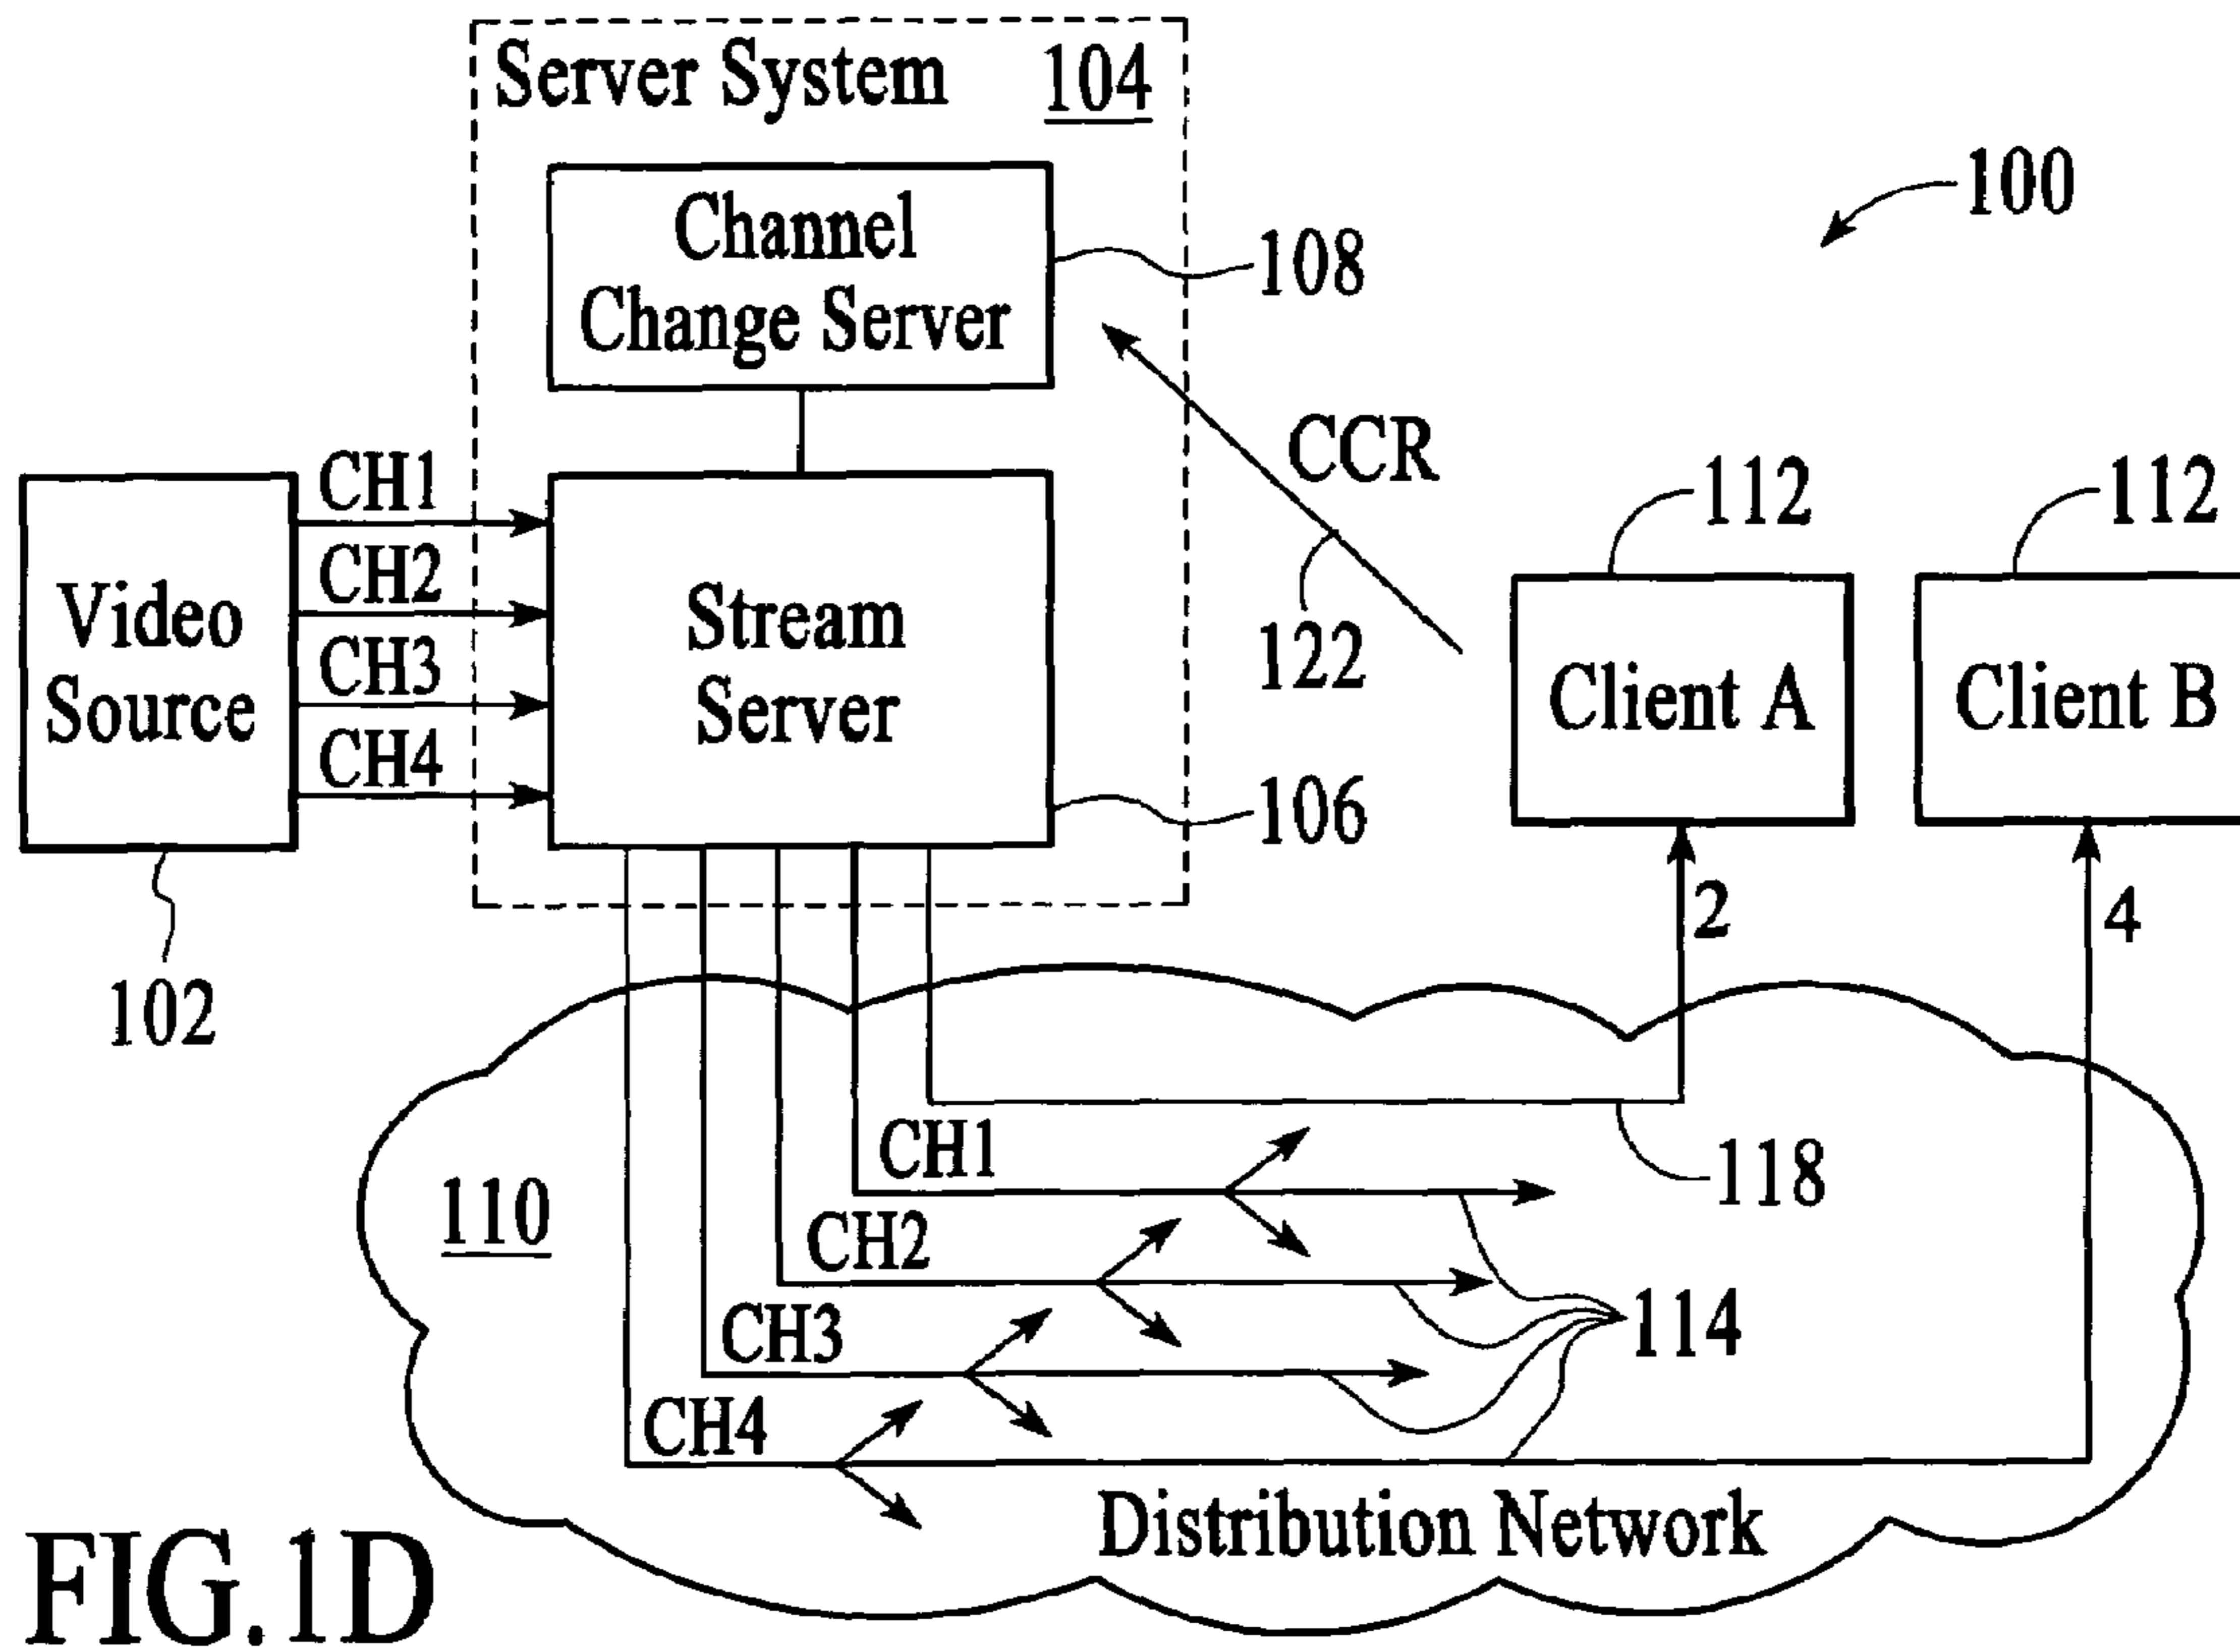 Server System
104
Channel
Change Server
108
100
CCR
122
112
112
CH1
CH2
CH3
CH4
Video
Source
Stream
Server
106
Client A
Client B
2
4
102
CH1
118
110
CH2
CH3
114
CH4
Distribution Network
FIG.1D